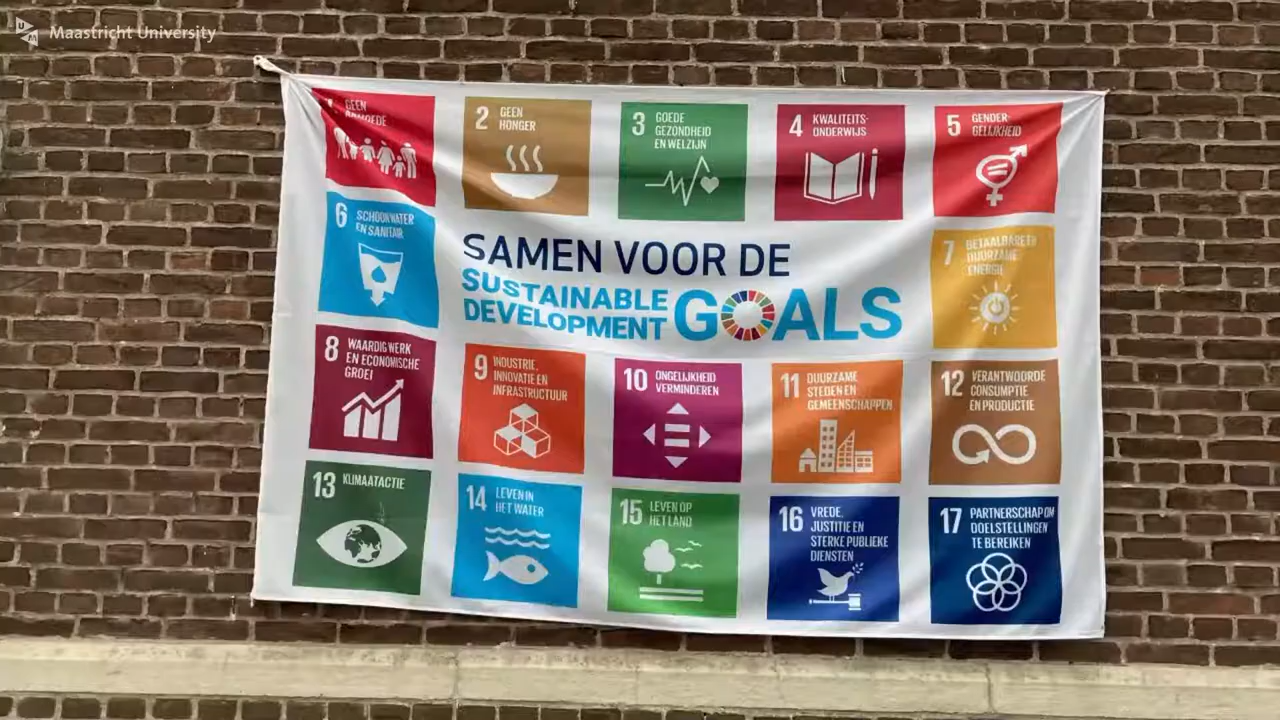 UM
Maastricht University
1 GEEN
ARMOEDE
2 GEEN
HONGER
3 GOEDE
GEZONDHEID
EN WELZIJN
4 KWALITEITS-
ONDERWIJS
5 GENDER-
GELIJKHEID
6 SCHOON WATER
EN SANITAIR
SAMEN VOOR DE
SUSTAINABLE
DEVELOPMENT
GOALS
7 BETAALBARE EN
DUURZAME
ENERGIE
8 WAARDIG WERK
EN ECONOMISCHE
GROEI
9 INDUSTRIE,
INNOVATIE EN
INFRASTRUCTUUR
10 ONGELIJKHEID
VERMINDEREN
11 DUURZAME
STEDEN EN
GEMEENSCHAPPEN
12 VERANTWOORDE
CONSUMPTIE
EN PRODUCTIE
13 KLIMAATACTIE
14 LEVEN IN
HET WATER
15 LEVEN OP
HET LAND
16 VREDE,
JUSTITIE EN
STERKE PUBLIEKE
DIENSTEN
17 PARTNERSCHAP OM
DOELSTELLINGEN
TE BEREIKEN